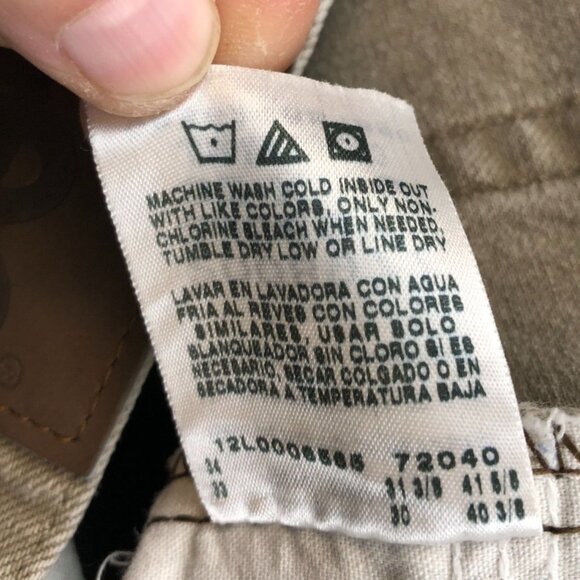 MACHINE WASH COLD INSIDE OUT
WITH LIKE COLORS, ONLY NON-
CHLORINE BLEACH WHEN NEEDED,
TUMBLE DRY LOW OR LINE DRY
LAVAR EN LAVADORA CON AGUA
FRIA AL REVES CON COLORES
SIMILARES, USAR SOLO
BLANQUEADOR SIN CLORO SI ES
NECESARIO, SECAR COLGADO O EN
SECADORA A TEMPERATURA BAJA
12L0006565 72040
34 31 3/8 41 5/8
33 30 40 3/8
®